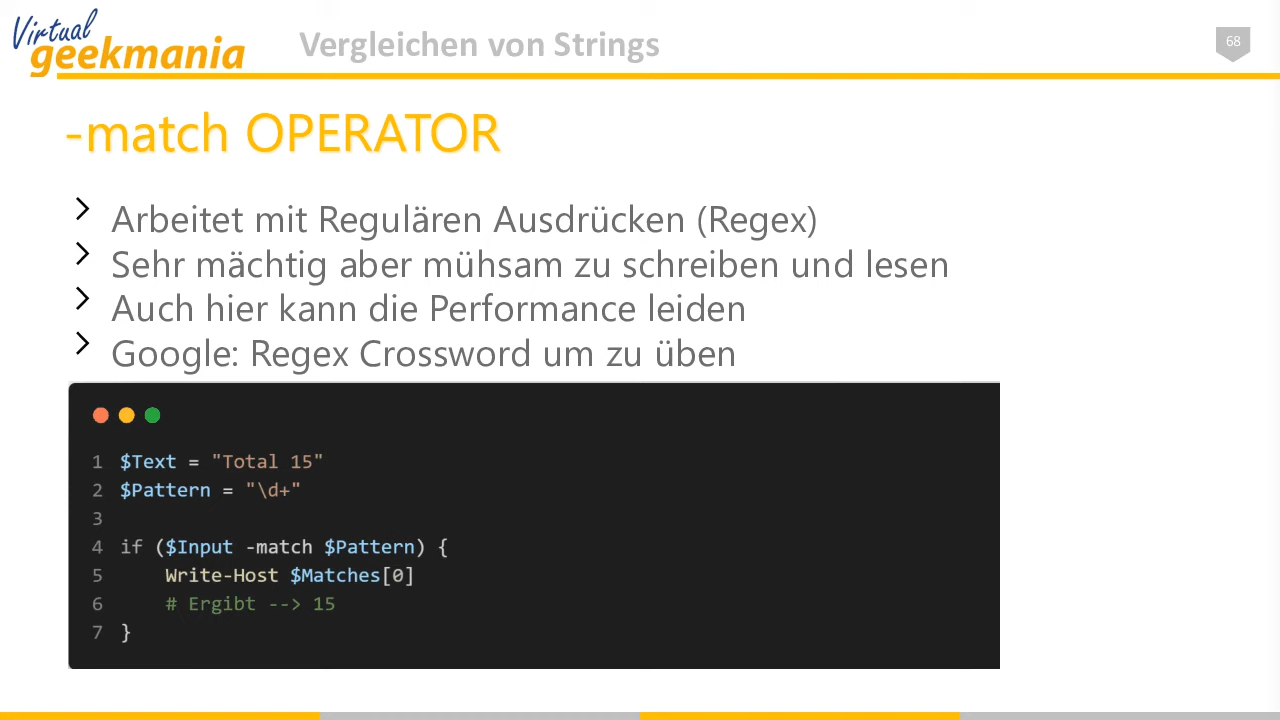 Virtual
geekmania
Vergleichen von Strings
68
-match OPERATOR
Arbeitet mit Regulären Ausdrücken (Regex)
Sehr mächtig aber mühsam zu schreiben und lesen
Auch hier kann die Performance leiden
Google: Regex Crossword um zu üben
1 $Text = "Total 15"
2 $Pattern = "\d+"
3
4 if ($Input -match $Pattern) {
5     Write-Host $Matches[0]
6     # Ergibt --> 15
7 }